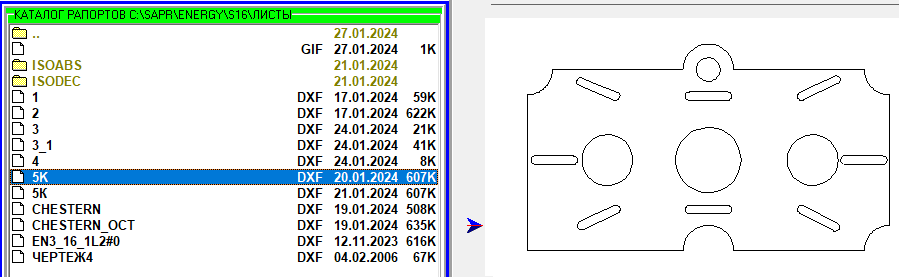 КАТАЛОГ РАПОРТОВ C:\SAPR\ENERGY\S16\ЛИСТЫ
.. 27.01.2024
GIF 27.01.2024 1K
ISOABS 21.01.2024
ISODEC 21.01.2024
1 DXF 17.01.2024 59K
2 DXF 17.01.2024 622K
3 DXF 24.01.2024 21K
3_1 DXF 24.01.2024 41K
4 DXF 24.01.2024 8K
5K DXF 20.01.2024 607K
5K DXF 21.01.2024 607K
CHESTERN DXF 19.01.2024 508K
CHESTERN_OCT DXF 19.01.2024 635K
EN3_16_1L2#0 DXF 12.11.2023 616K
ЧЕРТЕЖ4 DXF 04.02.2006 67K